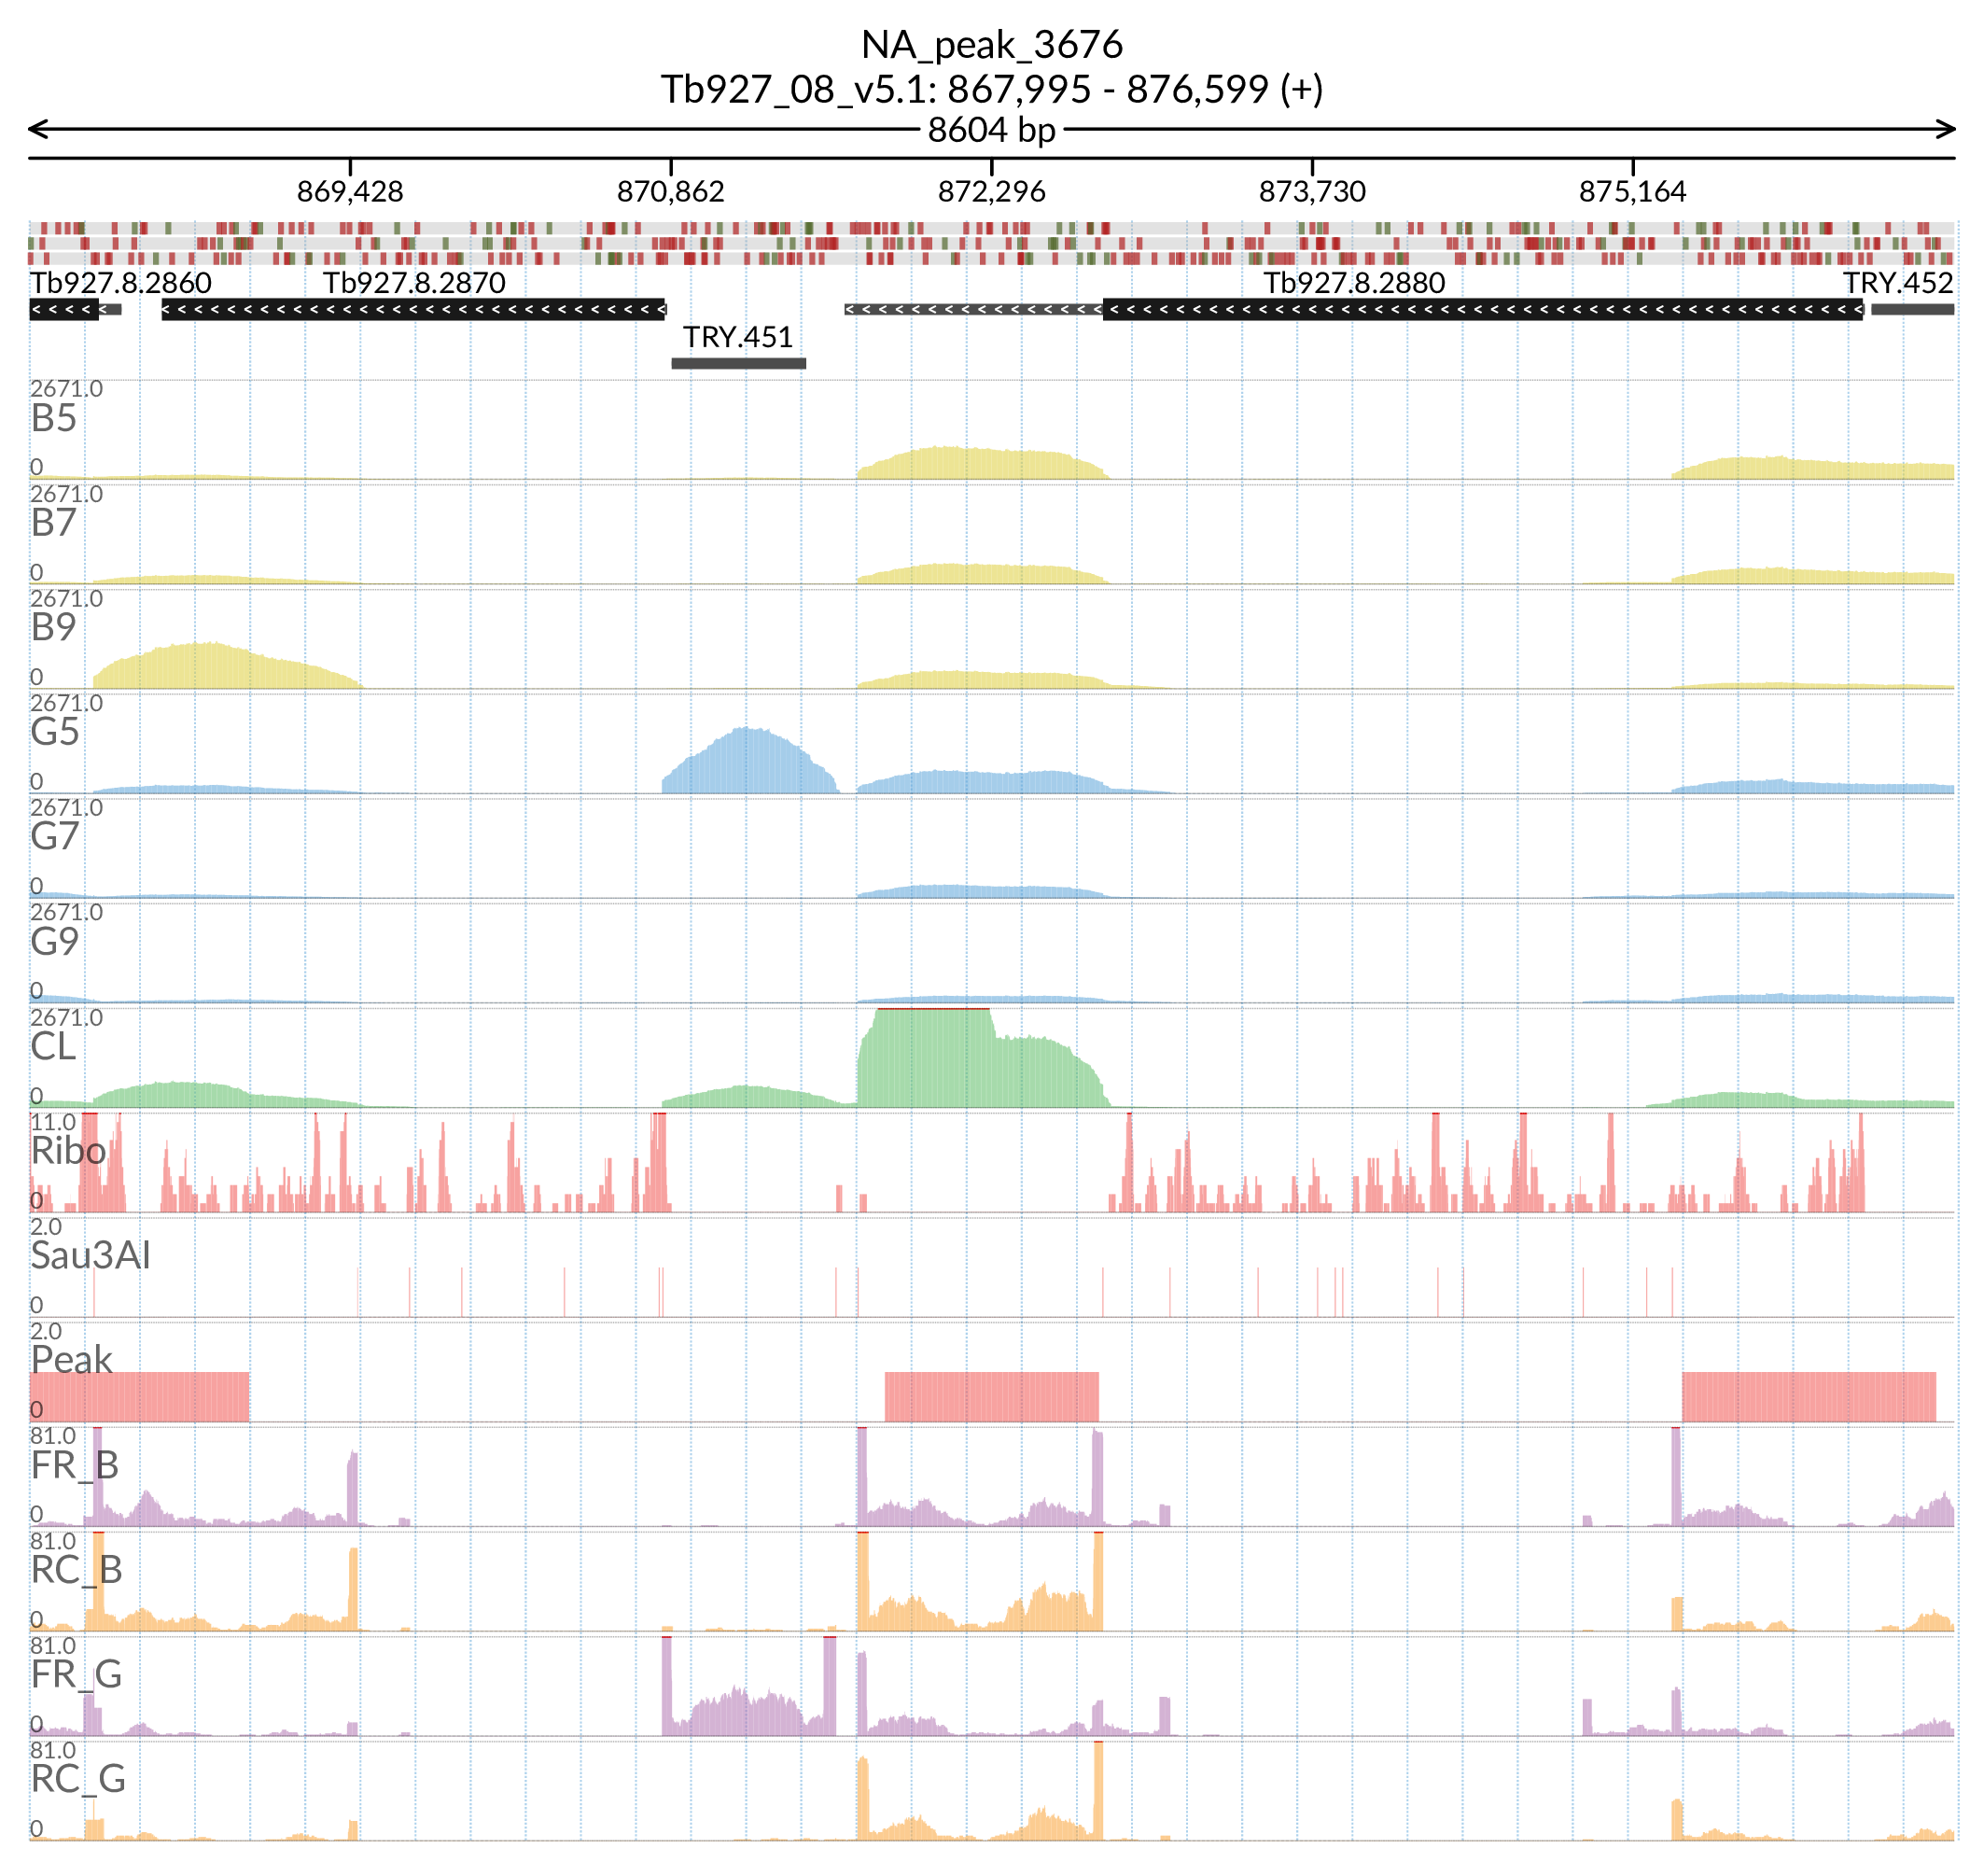 NA_peak_3676
Tb927_08_v5.1: 867,995 - 876,599 (+)
8604 bp
869,428 870,862 872,296 873,730 875,164
Tb927.8.2860 Tb927.8.2870 Tb927.8.2880 TRY.452
TRY.451
2671.0
B5
0
2671.0
B7
0
2671.0
B9
0
2671.0
G5
0
2671.0
G7
0
2671.0
G9
0
2671.0
CL
0
11.0
Ribo
0
2.0
Sau3AI
0
2.0
Peak
0
81.0
FR_B
0
81.0
RC_B
0
81.0
FR_G
0
81.0
RC_G
0